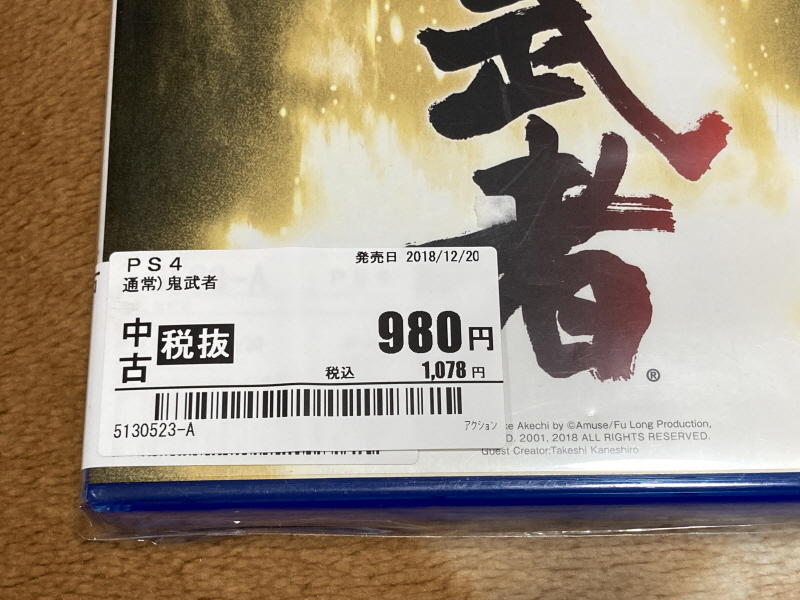 武者
®
PS4
発売日 2018/12/20
通常)鬼武者
中古 税抜 980円
税込 1,078円
5130523-A
アクション
ke Akechi by ©Amuse/Fu Long Production,
D. 2001, 2018 ALL RIGHTS RESERVED.
Guest Creator:Takeshi Kaneshiro